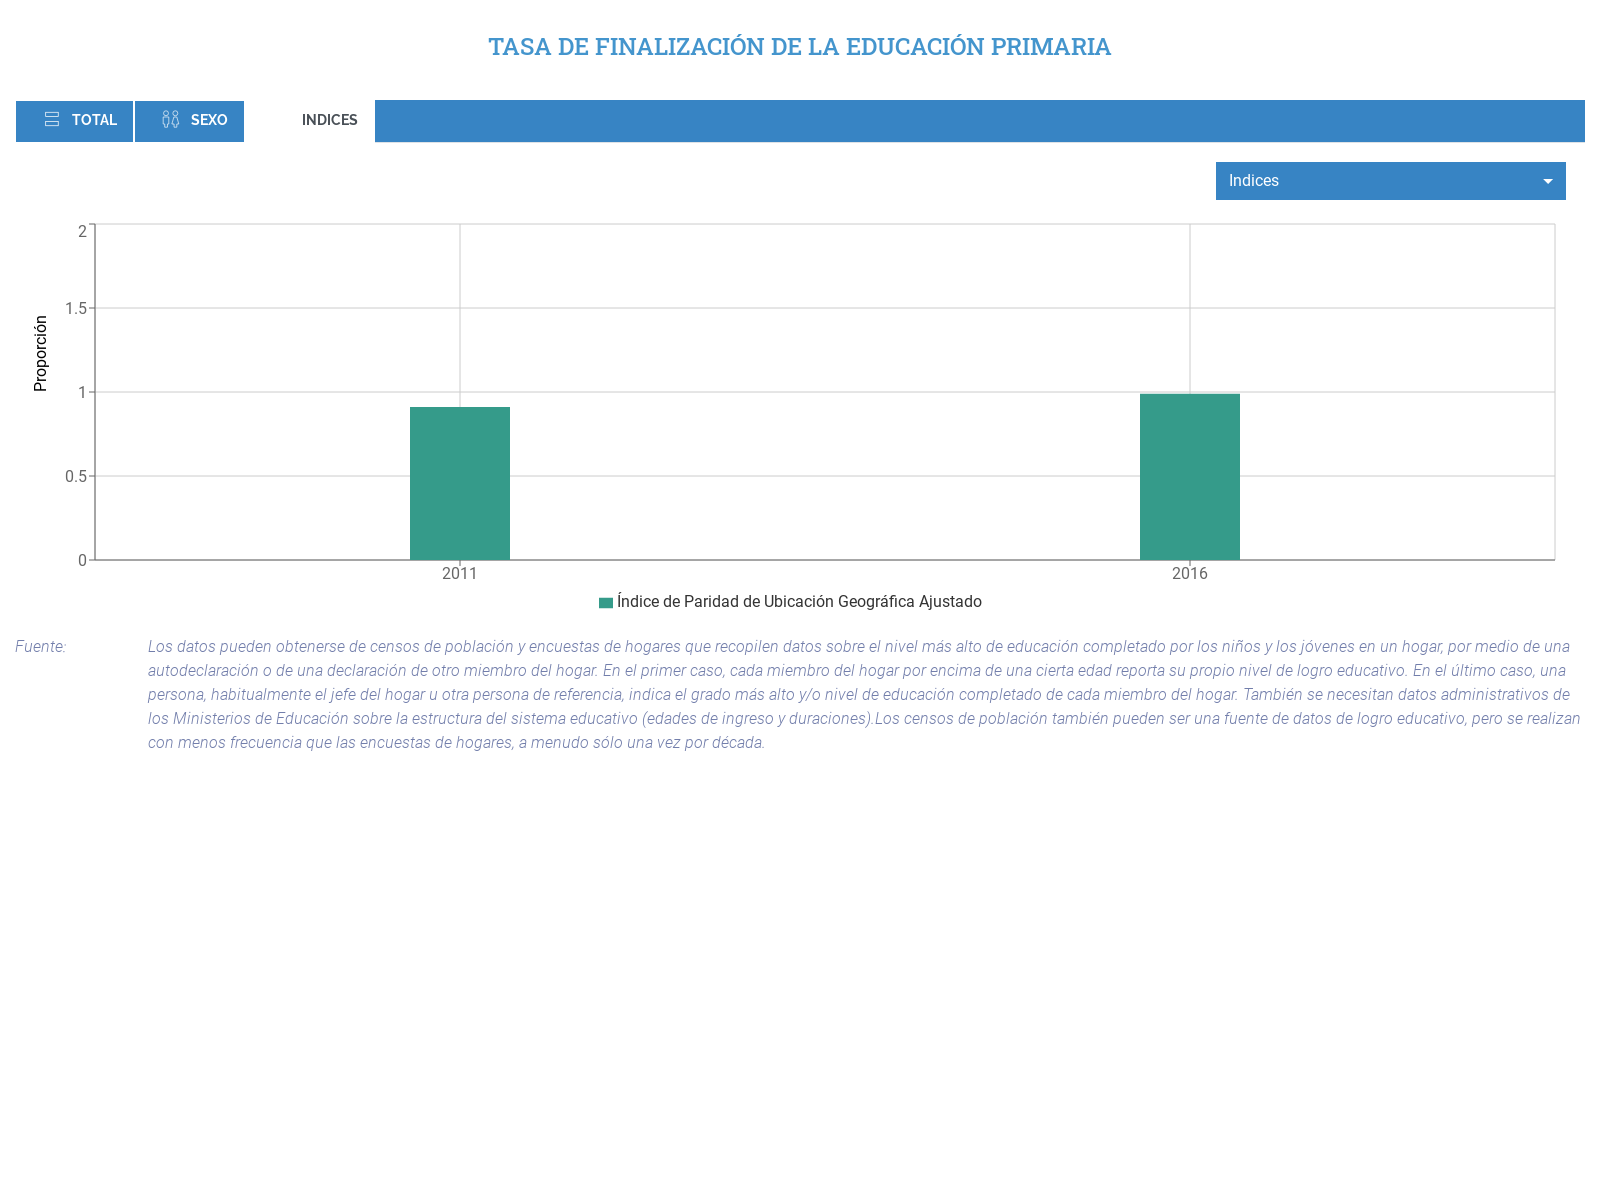 TASA DE FINALIZACIÓN DE LA EDUCACIÓN PRIMARIA
TOTAL
SEXO
INDICES
Indices
Proporción
2
1.5
1
0.5
0
2011
2016
Índice de Paridad de Ubicación Geográfica Ajustado
Fuente:
Los datos pueden obtenerse de censos de población y encuestas de hogares que recopilen datos sobre el nivel más alto de educación completado por los niños y los jóvenes en un hogar, por medio de una
autodeclaración o de una declaración de otro miembro del hogar. En el primer caso, cada miembro del hogar por encima de una cierta edad reporta su propio nivel de logro educativo. En el último caso, una
persona, habitualmente el jefe del hogar u otra persona de referencia, indica el grado más alto y/o nivel de educación completado de cada miembro del hogar. También se necesitan datos administrativos de
los Ministerios de Educación sobre la estructura del sistema educativo (edades de ingreso y duraciones).Los censos de población también pueden ser una fuente de datos de logro educativo, pero se realizan
con menos frecuencia que las encuestas de hogares, a menudo sólo una vez por década.